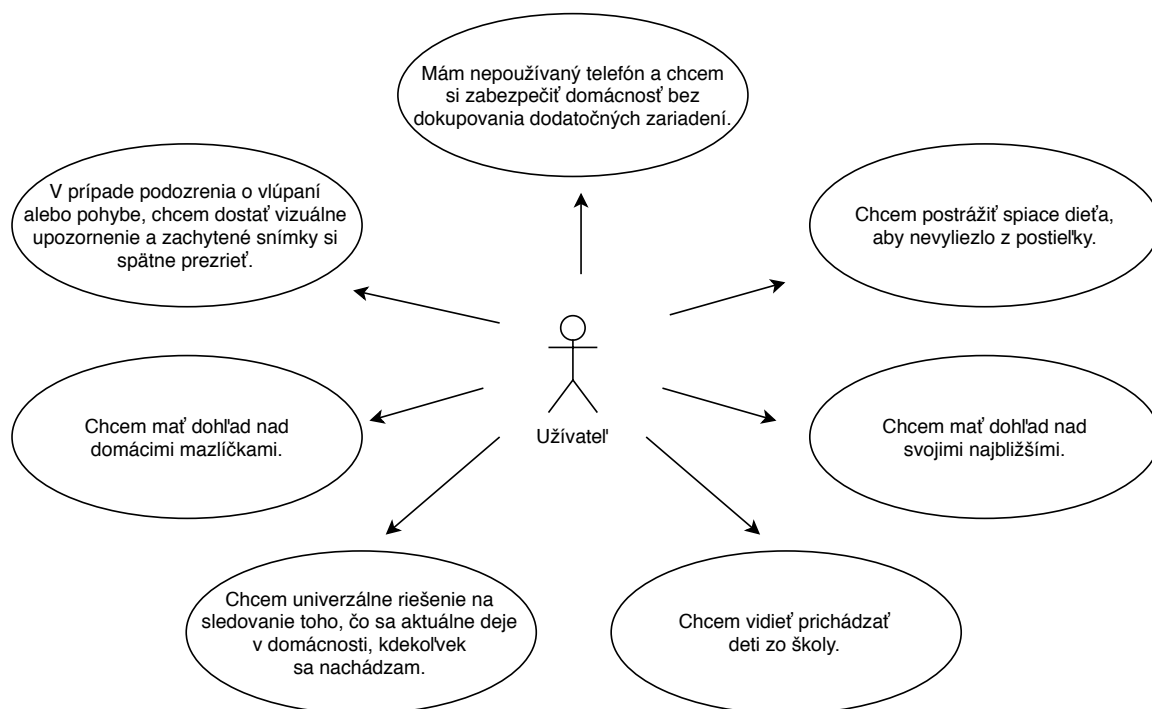 Mám nepoužívaný telefón a chcem
si zabezpečiť domácnosť bez
dokupovania dodatočných zariadení.
V prípade podozrenia o vlúpaní
alebo pohybe, chcem dostať vizuálne
upozornenie a zachytené snímky si
spätne prezrieť.
Chcem postrážiť spiace dieťa,
aby nevyliezlo z postieľky.
Chcem mať dohľad nad
domácimi mazlíčkami.
Užívateľ
Chcem mať dohľad nad
svojimi najbližšími.
Chcem univerzálne riešenie na
sledovanie toho, čo sa aktuálne deje
v domácnosti, kdekoľvek
sa nachádzam.
Chcem vidieť prichádzať
deti zo školy.